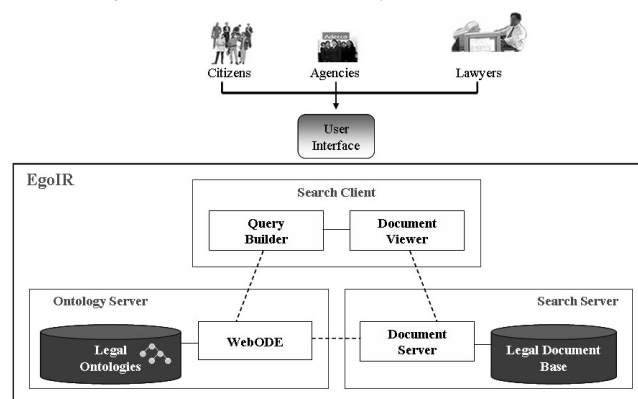 Adecco
Citizens
Agencies
Lawyers
User
Interface
EgoIR
Search Client
Query
Builder
Document
Viewer
Ontology Server
Search Server
Legal
Ontologies
WebODE
Document
Server
Legal Document
Base